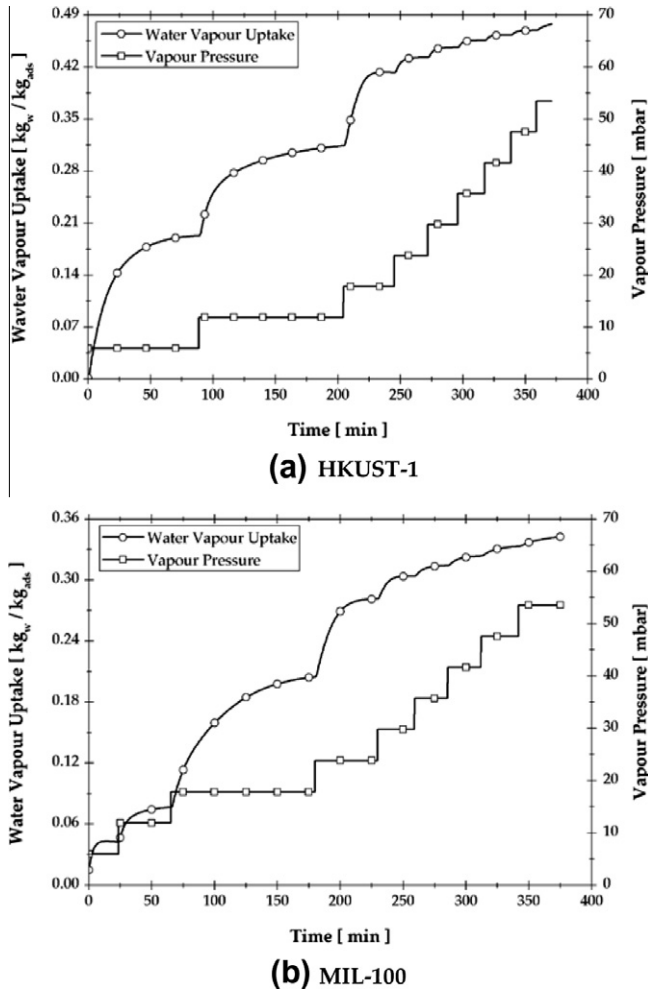 0.49
0.42
0.35
0.28
0.21
0.14
0.07
0.00
Wavter Vapour Uptake [ kg_w / kg_ads ]
Water Vapour Uptake
Vapour Pressure
70
60
50
40
30
20
10
0
Vapour Pressure [ mbar ]
0 50 100 150 200 250 300 350 400
Time [ min ]
(a) HKUST-1
0.36
0.30
0.24
0.18
0.12
0.06
0.00
Water Vapour Uptake [ kg_w / kg_ads ]
Water Vapour Uptake
Vapour Pressure
70
60
50
40
30
20
10
0
Vapour Pressure [ mbar ]
0 50 100 150 200 250 300 350 400
Time [ min ]
(b) MIL-100